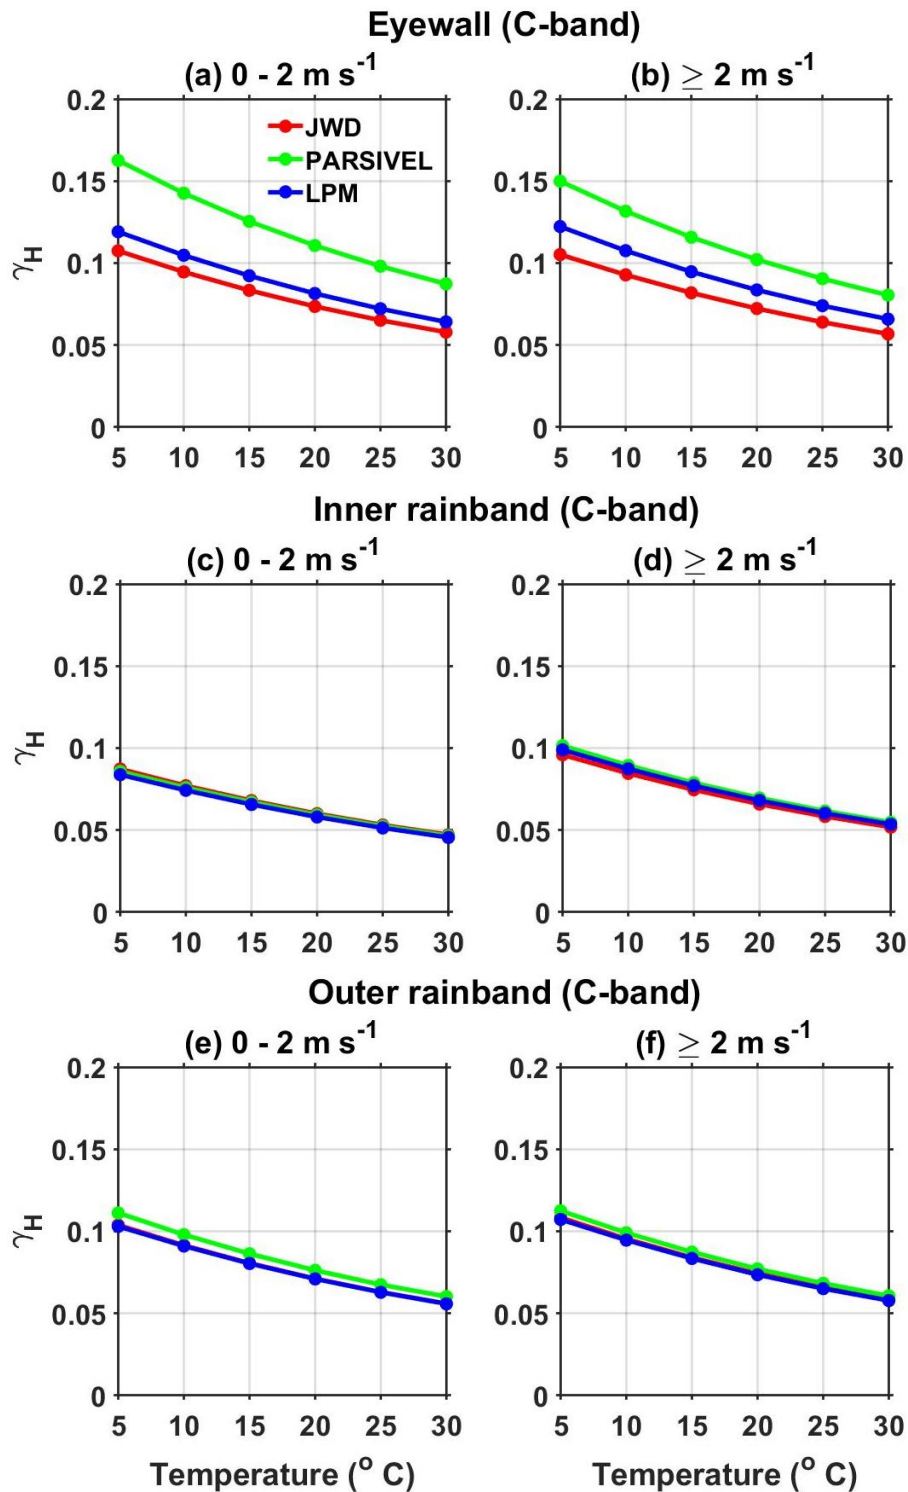 Eyewall (C-band)
(a) 0 - 2 m s⁻¹
(b) ≥ 2 m s⁻¹
0.2
0.15
0.1
0.05
0
γH
JWD
PARSIVEL
LPM
5 10 15 20 25 30
0.2
0.15
0.1
0.05
0
5 10 15 20 25 30
Inner rainband (C-band)
(c) 0 - 2 m s⁻¹
(d) ≥ 2 m s⁻¹
0.2
0.15
0.1
0.05
0
γH
5 10 15 20 25 30
0.2
0.15
0.1
0.05
0
5 10 15 20 25 30
Outer rainband (C-band)
(e) 0 - 2 m s⁻¹
(f) ≥ 2 m s⁻¹
0.2
0.15
0.1
0.05
0
γH
5 10 15 20 25 30
Temperature (° C)
0.2
0.15
0.1
0.05
0
5 10 15 20 25 30
Temperature (° C)